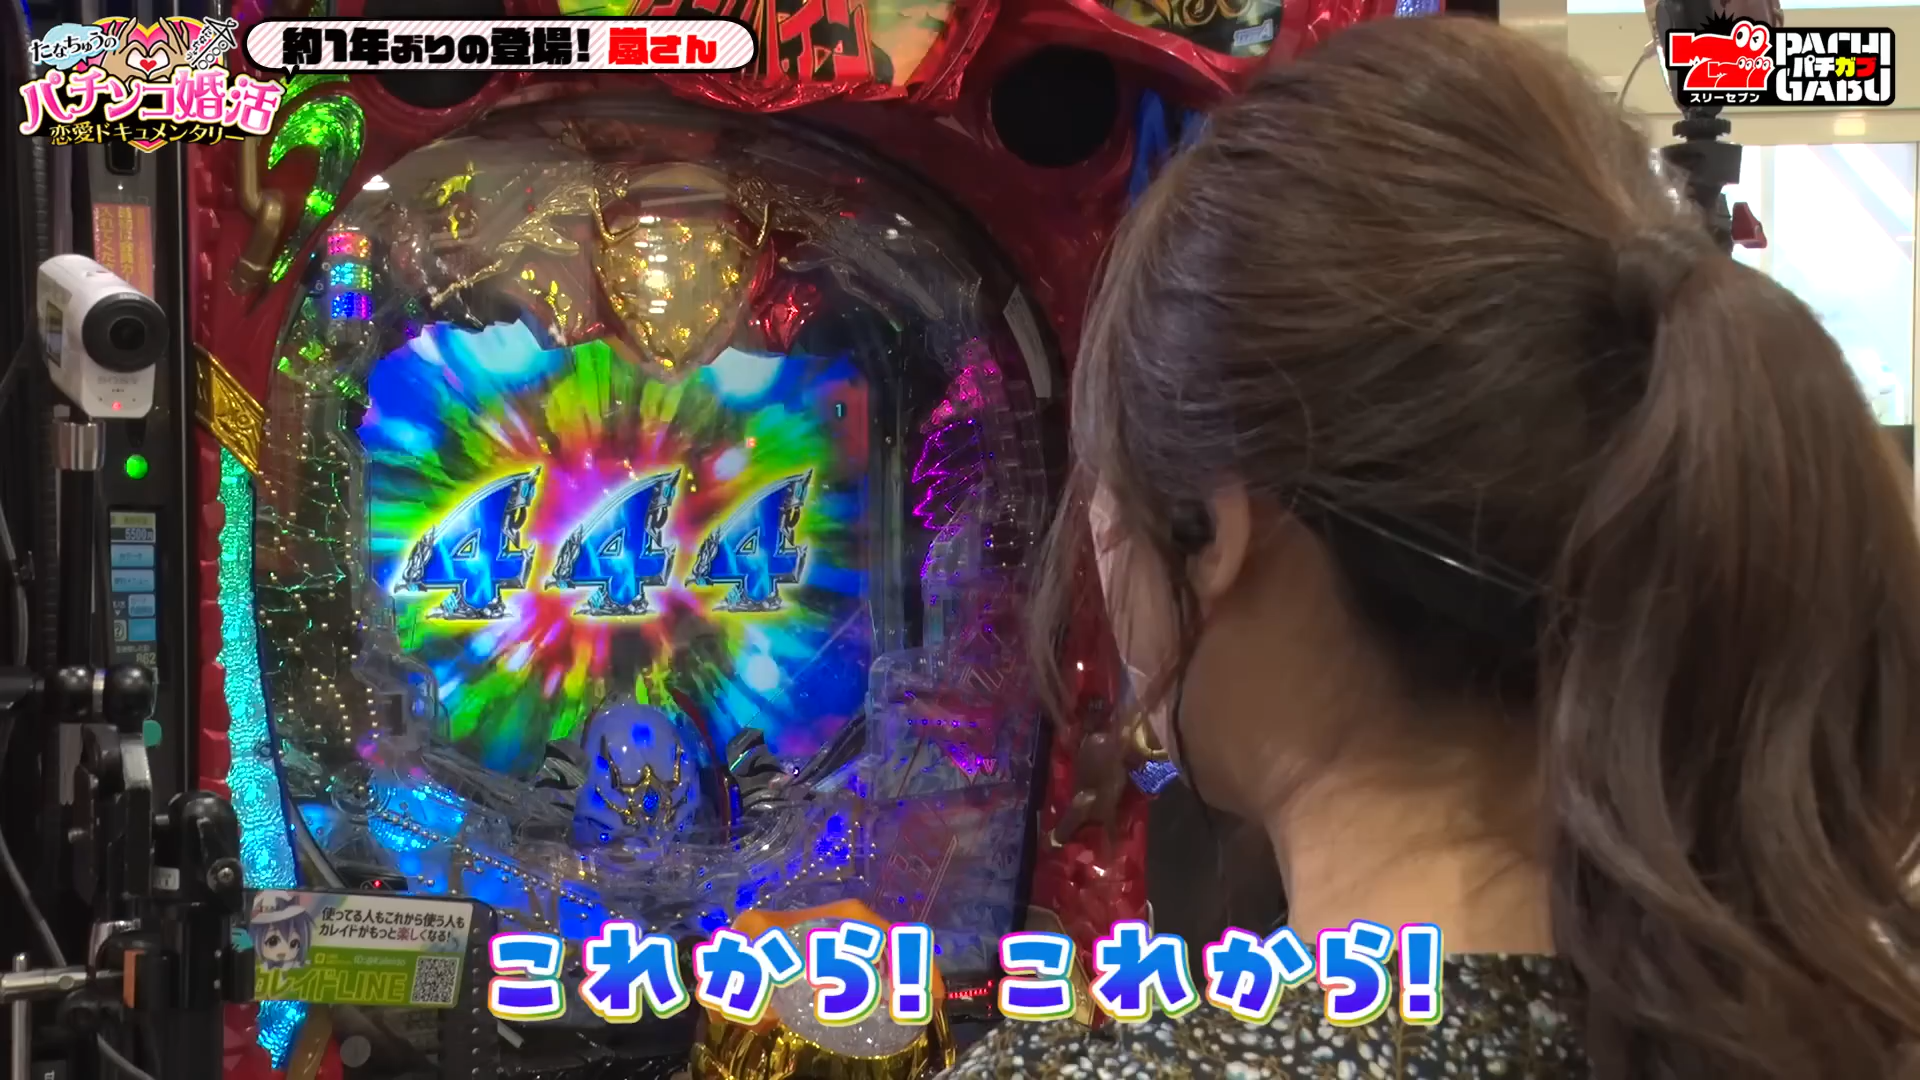 たなちゅうの
パチンコ婚活
恋愛ドキュメンタリー
約1年ぶりの登場! 嵐さん
スリーセブン
PACHI
パチガブ
GABU
1
4 4 4
使ってる人もこれから使う人も
カレイドがもっと楽しくなる!
カレイドLINE
これから! これから!